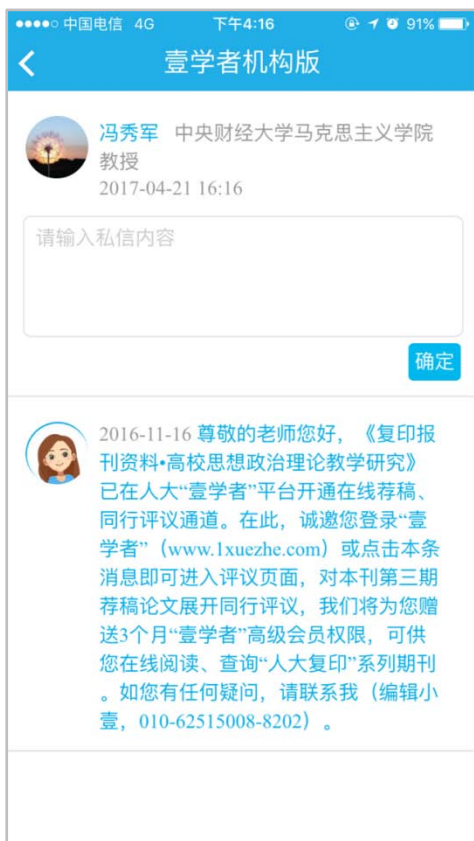 中国电信 4G 下午4:16 91%
壹学者机构版
冯秀军 中央财经大学马克思主义学院
教授
2017-04-21 16:16
请输入私信内容
确定
2016-11-16 尊敬的老师您好，《复印报
刊资料•高校思想政治理论教学研究》
已在人大“壹学者”平台开通在线荐稿、
同行评议通道。在此，诚邀您登录“壹
学者”（www.1xuezhe.com）或点击本条
消息即可进入评议页面，对本刊第三期
荐稿论文展开同行评议，我们将为您赠
送3个月“壹学者”高级会员权限，可供
您在线阅读、查询“人大复印”系列期刊
。如您有任何疑问，请联系我（编辑小
壹，010-62515008-8202）。